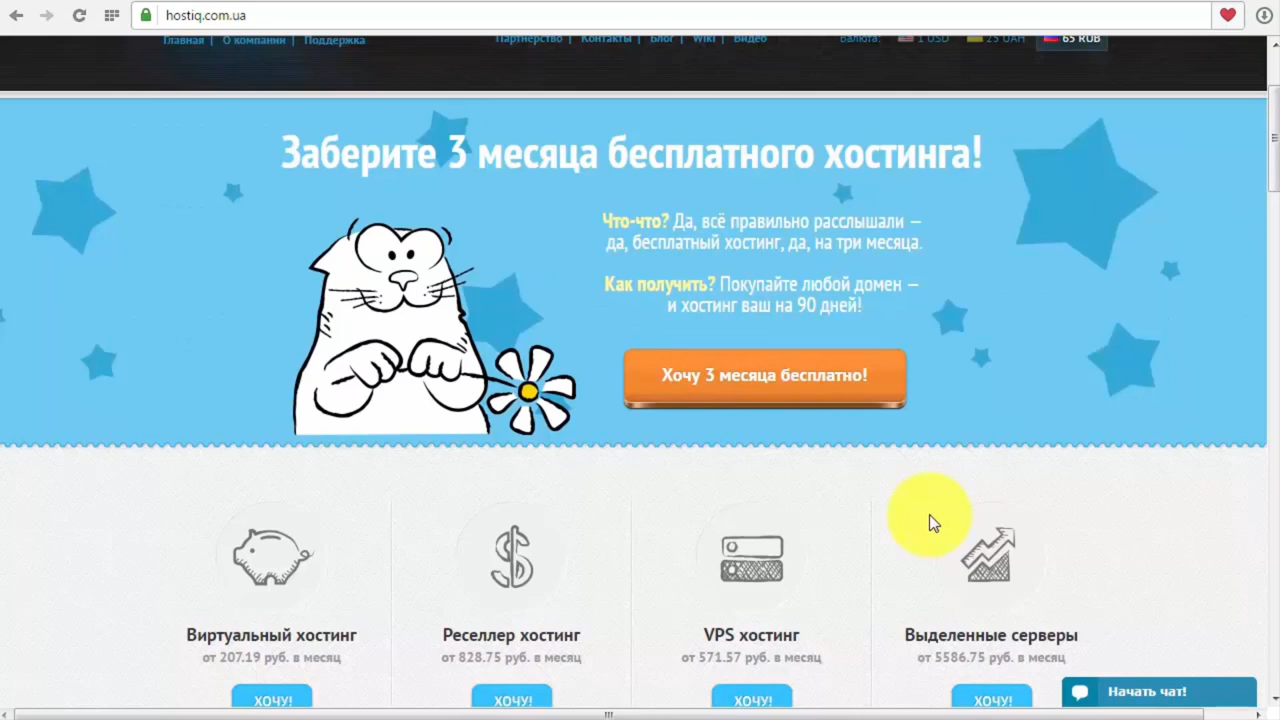 hostiq.com.ua
Главная | О компании | Поддержка
Партнерство | Контакты | Блог | Wiki | Видео
Валюта: 1 USD 25 UAH 65 RUB
Заберите 3 месяца бесплатного хостинга!
Что-что? Да, всё правильно расслышали —
да, бесплатный хостинг, да, на три месяца.
Как получить? Покупайте любой домен —
и хостинг ваш на 90 дней!
Хочу 3 месяца бесплатно!
Виртуальный хостинг
от 207.19 руб. в месяц
ХОЧУ!
Реселлер хостинг
от 828.75 руб. в месяц
ХОЧУ!
VPS хостинг
от 571.57 руб. в месяц
ХОЧУ!
Выделенные серверы
от 5586.75 руб. в месяц
ХОЧУ!
Начать чат!